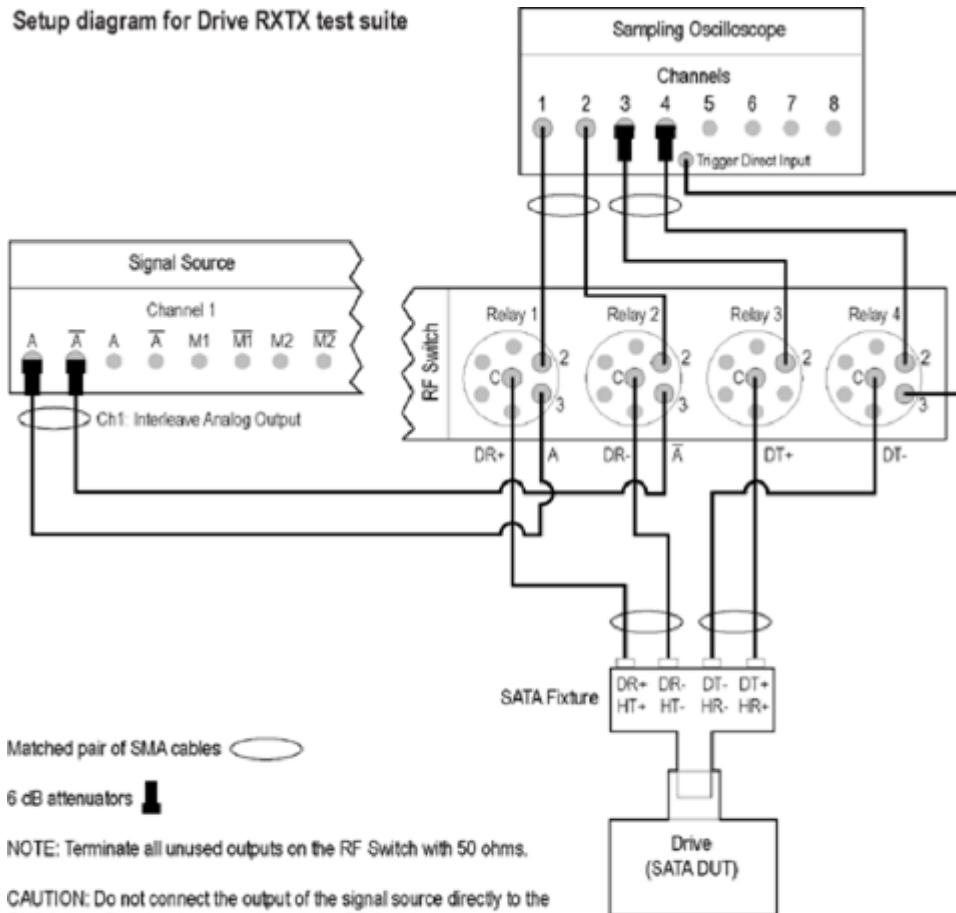 Setup diagram for Drive RXTX test suite
Sampling Oscilloscope
Channels
1 2 3 4 5 6 7 8
Trigger Direct Input
Signal Source
Channel 1
A A̅ A A̅ M1 M̅1̅ M2 M̅2̅
Ch1: Interleave Analog Output
RF Switch
Relay 1 Relay 2 Relay 3 Relay 4
2 2 2 2
C C C C
3 3 3
DR+ A DR- A̅ DT+ DT-
SATA Fixture
DR+ DR- DT- DT+
HT+ HT- HR- HR+
Matched pair of SMA cables
6 dB attenuators
NOTE: Terminate all unused outputs on the RF Switch with 50 ohms.
Drive
(SATA DUT)
CAUTION: Do not connect the output of the signal source directly to the